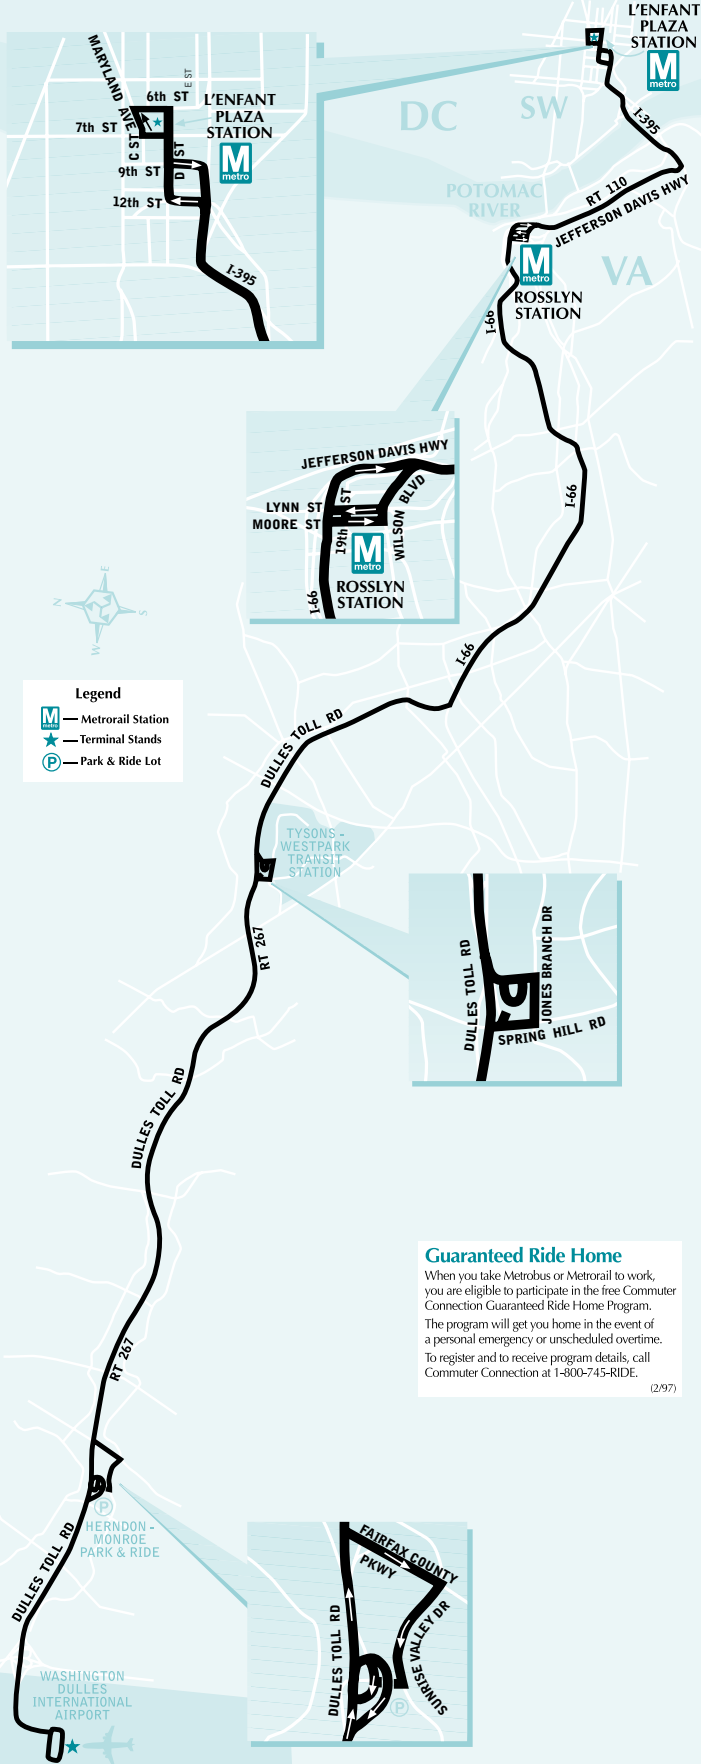 L'ENFANT
PLAZA
STATION
M
metro
DC
SW
I-395
POTOMAC
RIVER
RT 110
JEFFERSON DAVIS HWY
VA
M
metro
ROSSLYN
STATION
I-66
MARYLAND AVE
E ST
6th ST
7th ST
C ST
D ST
9th ST
12th ST
L'ENFANT
PLAZA
STATION
M
metro
I-395
I-66
JEFFERSON DAVIS HWY
LYNN ST
MOORE ST
19th ST
WILSON BLVD
M
metro
ROSSLYN
STATION
I-66
N
E
S
W
I-66
Legend
M
metro
Metrorail Station
Terminal Stands
P
Park & Ride Lot
DULLES TOLL RD
TYSONS -
WESTPARK
TRANSIT
STATION
RT 267
DULLES TOLL RD
JONES BRANCH DR
SPRING HILL RD
DULLES TOLL RD
Guaranteed Ride Home
When you take Metrobus or Metrorail to work,
you are eligible to participate in the free Commuter
Connection Guaranteed Ride Home Program.
The program will get you home in the event of
a personal emergency or unscheduled overtime.
To register and to receive program details, call
Commuter Connection at 1-800-745-RIDE.
(2/97)
RT 267
P
HERNDON -
MONROE
PARK & RIDE
DULLES TOLL RD
FAIRFAX COUNTY
PKWY
DULLES TOLL RD
SUNRISE VALLEY DR
P
WASHINGTON
DULLES
INTERNATIONAL
AIRPORT